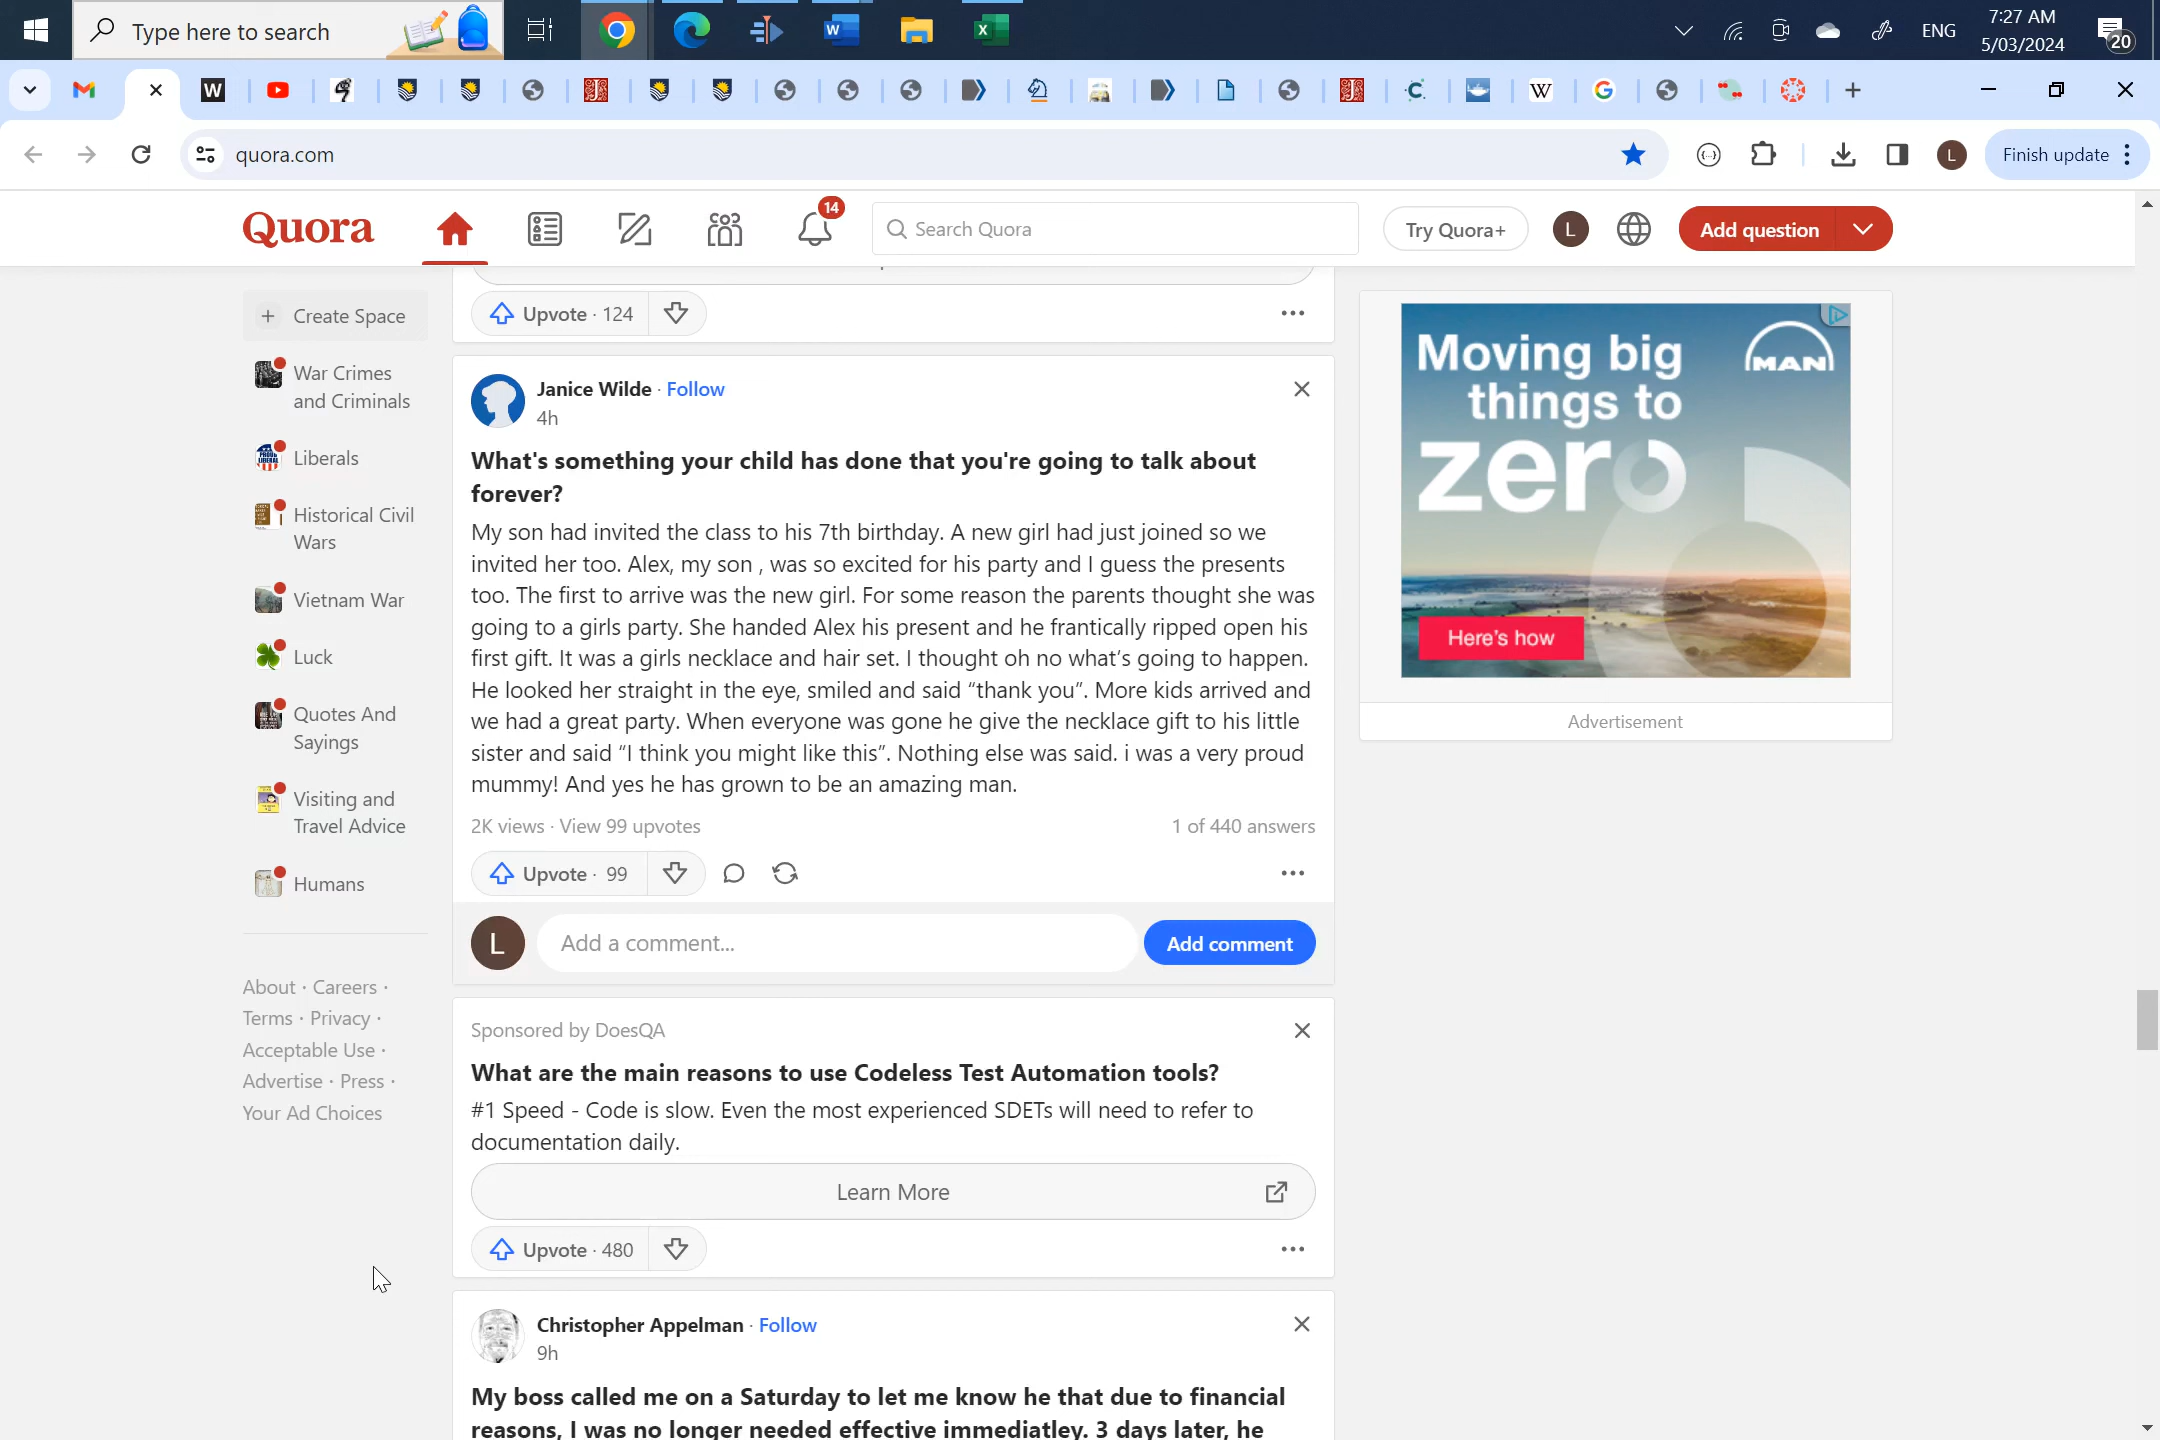 Type here to search
ENG
7:27 AM
5/03/2024
20
quora.com
L
Finish update
Quora
14
Search Quora
Try Quora+
L
Add question
Create Space
War Crimes
and Criminals
Liberals
Historical Civil
Wars
Vietnam War
Luck
Quotes And
Sayings
Visiting and
Travel Advice
Humans
About · Careers ·
Terms · Privacy ·
Acceptable Use ·
Advertise · Press ·
Your Ad Choices
Upvote · 124
Janice Wilde · Follow
4h
What's something your child has done that you're going to talk about
forever?
My son had invited the class to his 7th birthday. A new girl had just joined so we
invited her too. Alex, my son , was so excited for his party and I guess the presents
too. The first to arrive was the new girl. For some reason the parents thought she was
going to a girls party. She handed Alex his present and he frantically ripped open his
first gift. It was a girls necklace and hair set. I thought oh no what’s going to happen.
He looked her straight in the eye, smiled and said “thank you”. More kids arrived and
we had a great party. When everyone was gone he give the necklace gift to his little
sister and said “I think you might like this”. Nothing else was said. i was a very proud
mummy! And yes he has grown to be an amazing man.
2K views · View 99 upvotes
1 of 440 answers
Upvote · 99
L
Add a comment...
Add comment
Sponsored by DoesQA
What are the main reasons to use Codeless Test Automation tools?
#1 Speed - Code is slow. Even the most experienced SDETs will need to refer to
documentation daily.
Learn More
Upvote · 480
Christopher Appelman · Follow
9h
My boss called me on a Saturday to let me know he that due to financial
reasons, I was no longer needed effective immediatley. 3 days later, he
Moving big
things to
zero
MAN
Here's how
Advertisement